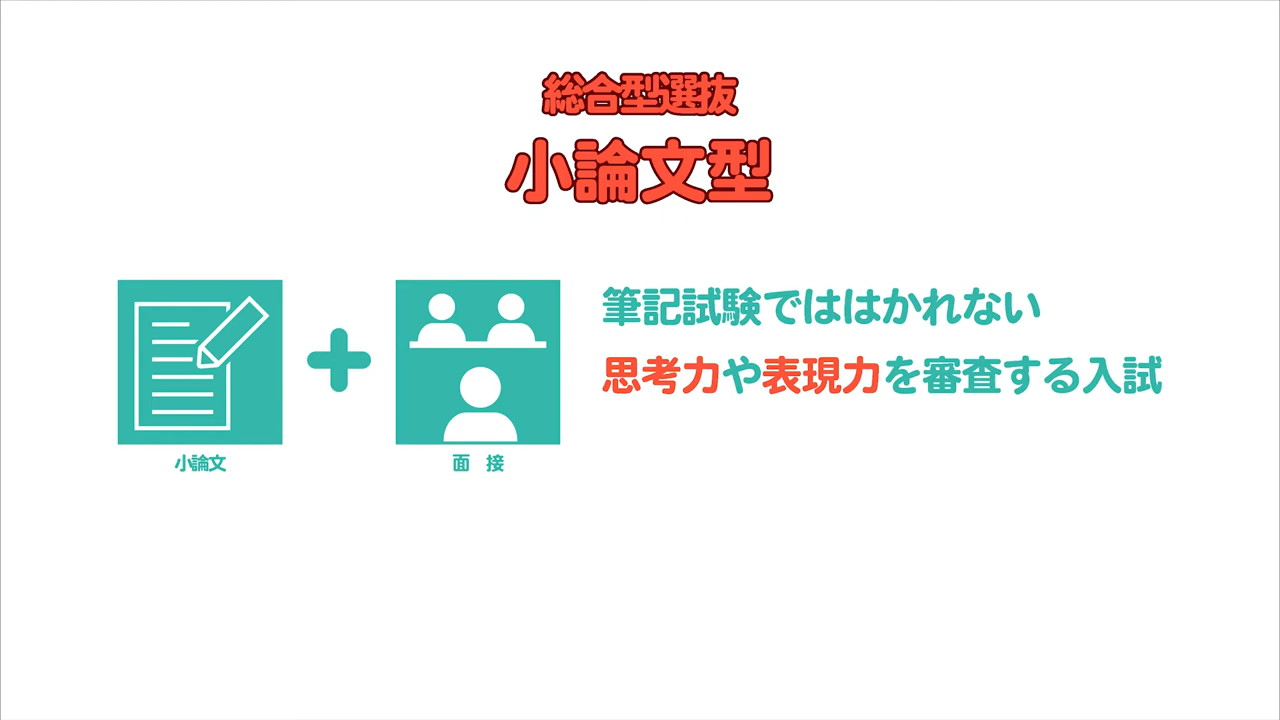 総合型選抜
小論文型
筆記試験でははかれない
思考力や表現力を審査する入試
小論文
面 接